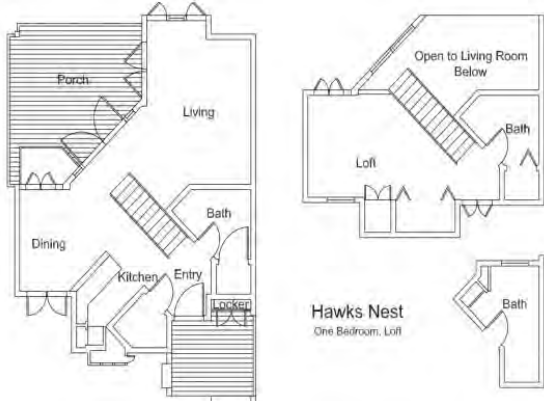 Porch
Living
Bath
Dining
Kitchen
Entry
Locker
Open to Living Room
Below
Bath
Loft
Bath
Hawks Nest
One Bedroom, Loft